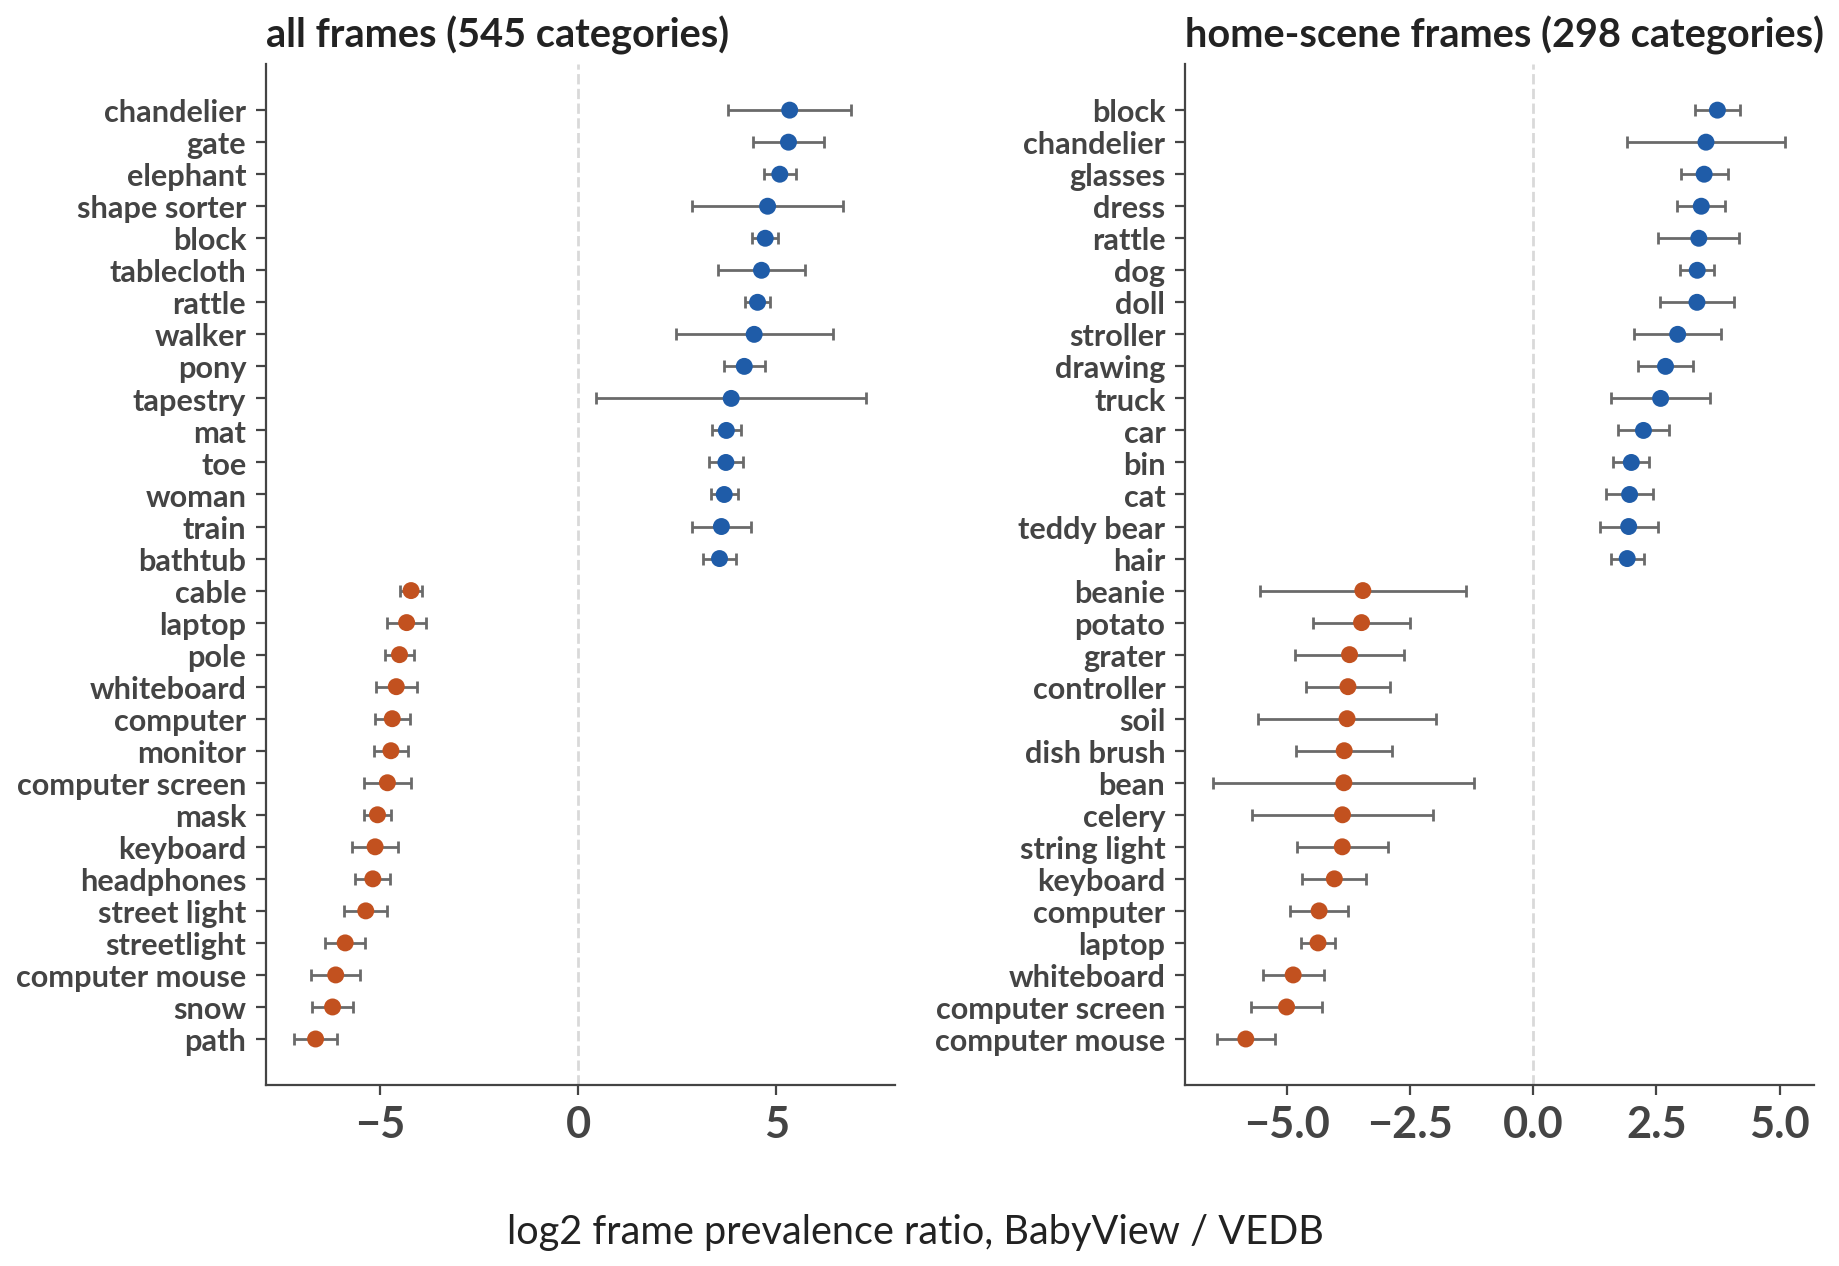 all frames (545 categories)
chandelier
gate
elephant
shape sorter
block
tablecloth
rattle
walker
pony
tapestry
mat
toe
woman
train
bathtub
cable
laptop
pole
whiteboard
computer
monitor
computer screen
mask
keyboard
headphones
street light
streetlight
computer mouse
snow
path
−5 0 5
home-scene frames (298 categories)
block
chandelier
glasses
dress
rattle
dog
doll
stroller
drawing
truck
car
bin
cat
teddy bear
hair
beanie
potato
grater
controller
soil
dish brush
bean
celery
string light
keyboard
computer
laptop
whiteboard
computer screen
computer mouse
−5.0 −2.5 0.0 2.5 5.0
log2 frame prevalence ratio, BabyView / VEDB